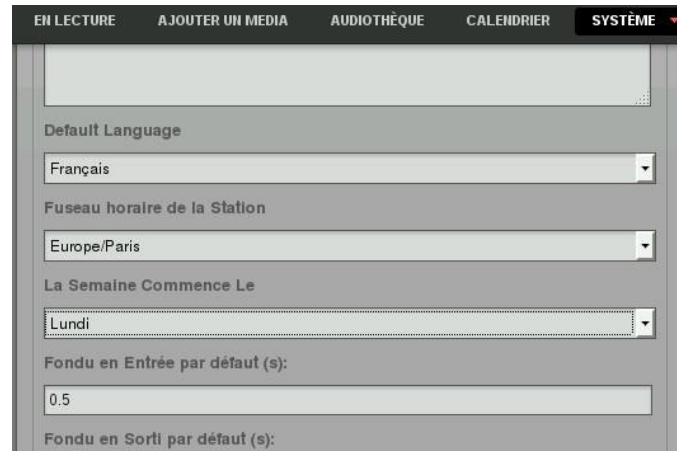 EN LECTURE AJOUTER UN MEDIA AUDIOTHÈQUE CALENDRIER SYSTÈME
Default Language
Français
Fuseau horaire de la Station
Europe/Paris
La Semaine Commence Le
Lundi
Fondu en Entrée par défaut (s):
0.5
Fondu en Sorti par défaut (s):